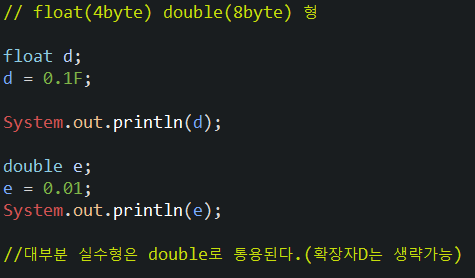 // float(4byte) double(8byte) 형
float d;
d = 0.1F;
System.out.println(d);
double e;
e = 0.01;
System.out.println(e);
//대부분 실수형은 double로 통용된다.(확장자D는 생략가능)